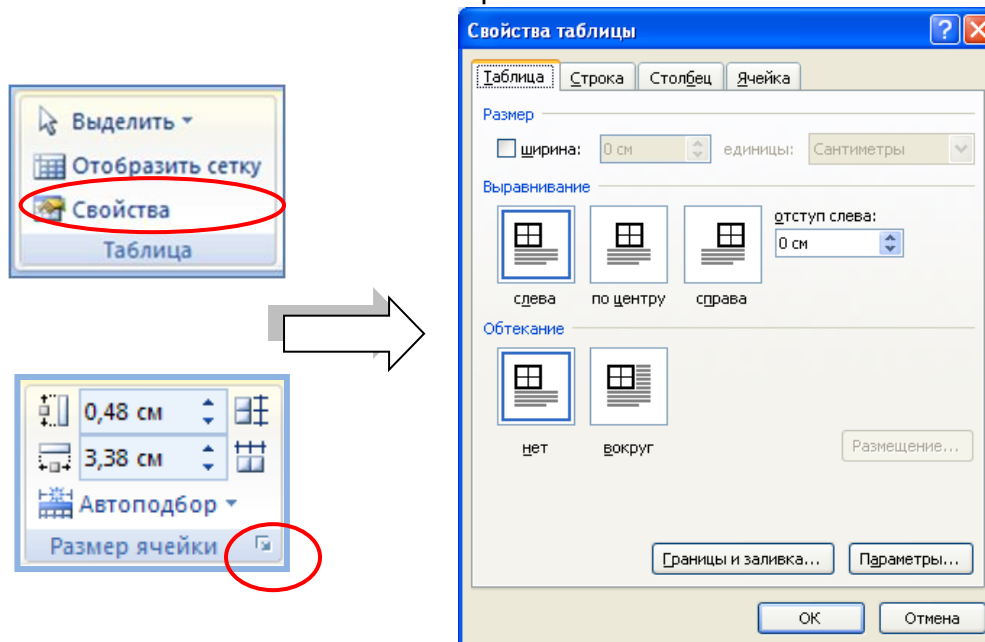 Выделить
Отобразить сетку
Свойства
Таблица
0,48 см
3,38 см
Автоподбор
Размер ячейки
Свойства таблицы
Таблица Строка Столбец Ячейка
Размер
ширина: 0 см единицы: Сантиметры
Выравнивание
слева по центру справа
отступ слева:
0 см
Обтекание
нет вокруг
Размещение...
Границы и заливка... Параметры...
ОК Отмена